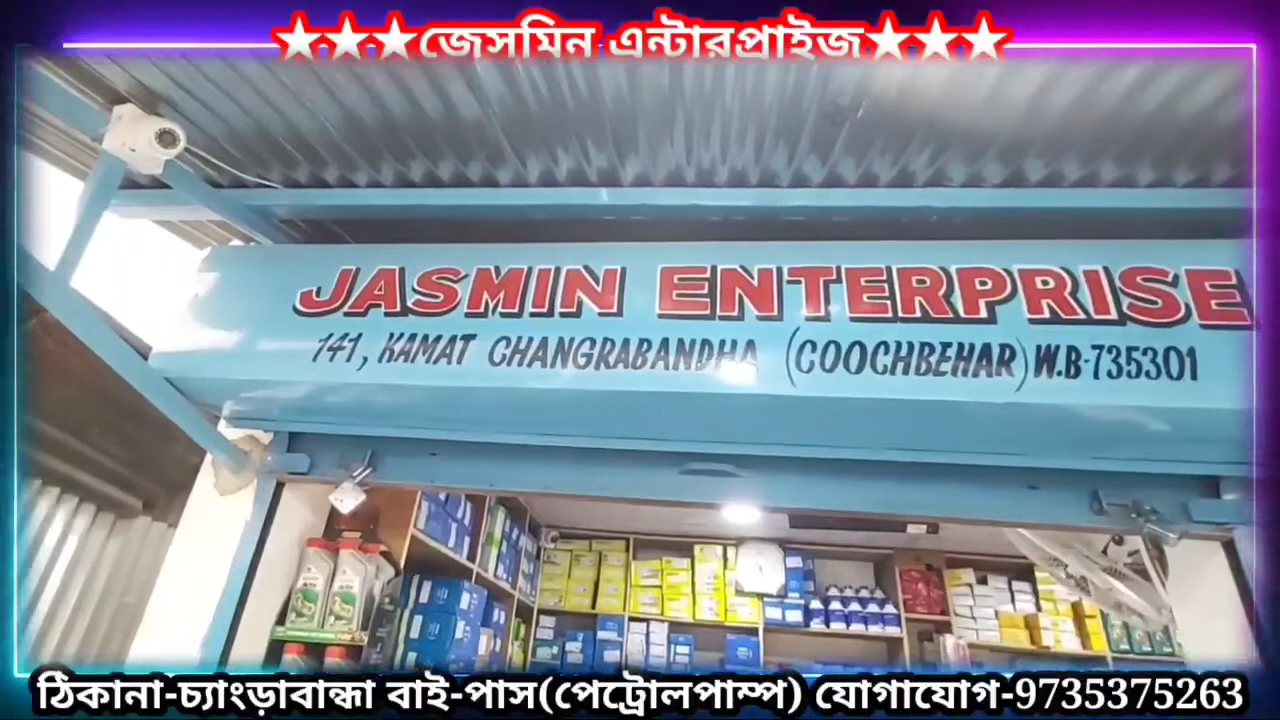 ★★★জেসমিন এন্টারপ্রাইজ★★★
JASMIN ENTERPRISE
141, KAMAT CHANGRABANDHA (COOCHBEHAR) W.B-735301
ঠিকানা-চ্যাংড়াবান্ধা বাই-পাস(পেট্রোলপাম্প) যোগাযোগ-9735375263